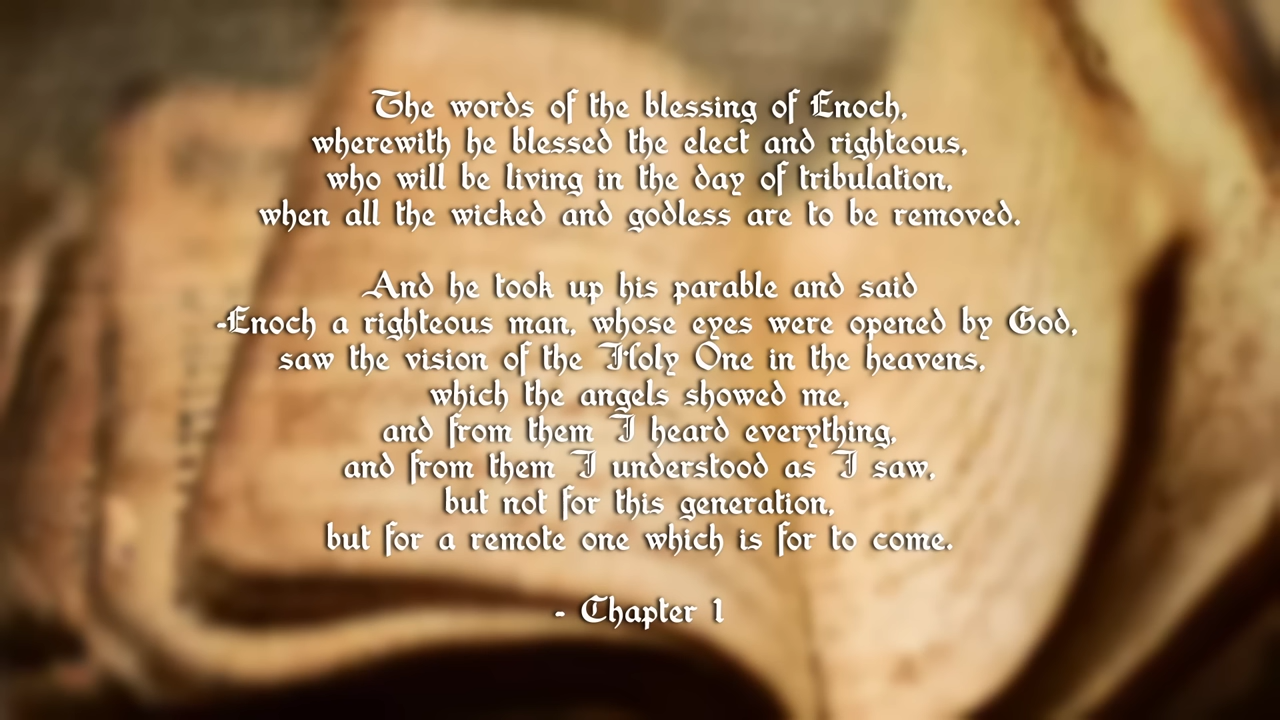 The words of the blessing of Enoch,
wherewith he blessed the elect and righteous,
who will be living in the day of tribulation,
when all the wicked and godless are to be removed.
And he took up his parable and said
-Enoch a righteous man, whose eyes were opened by God,
saw the vision of the Holy One in the heavens,
which the angels showed me,
and from them I heard everything,
and from them I understood as I saw,
but not for this generation,
but for a remote one which is for to come.
- Chapter 1